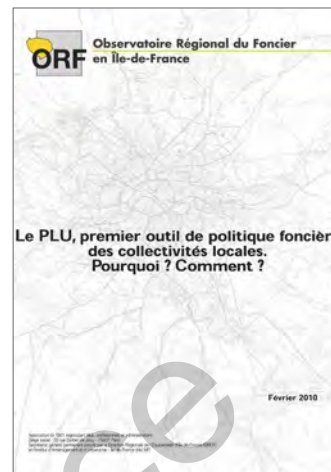 ORF
Observatoire Régional du Foncier
en Île-de-France
Le PLU, premier outil de politique foncièr
des collectivités locales.
Pourquoi ? Comment ?
Février 2010